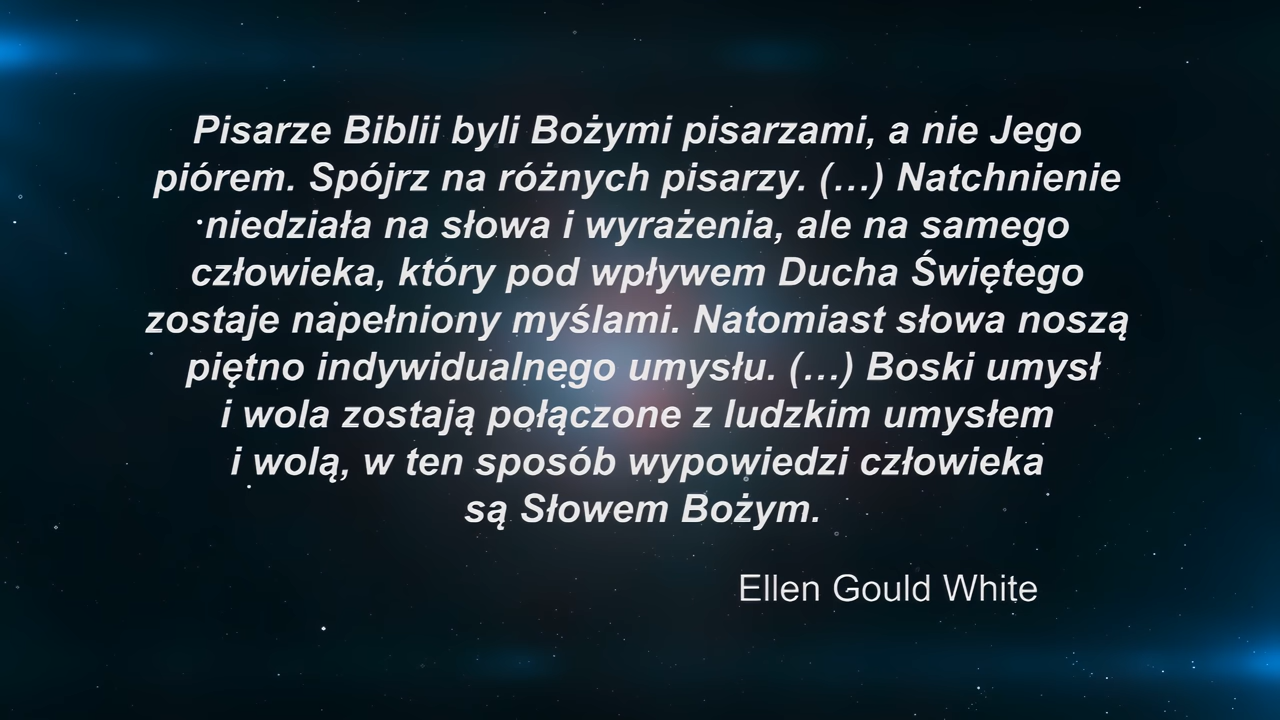 Pisarze Biblii byli Bożymi pisarzami, a nie Jego
piórem. Spójrz na różnych pisarzy. (…) Natchnienie
niedziała na słowa i wyrażenia, ale na samego
człowieka, który pod wpływem Ducha Świętego
zostaje napełniony myślami. Natomiast słowa noszą
piętno indywidualnego umysłu. (…) Boski umysł
i wola zostają połączone z ludzkim umysłem
i wolą, w ten sposób wypowiedzi człowieka
są Słowem Bożym.
Ellen Gould White